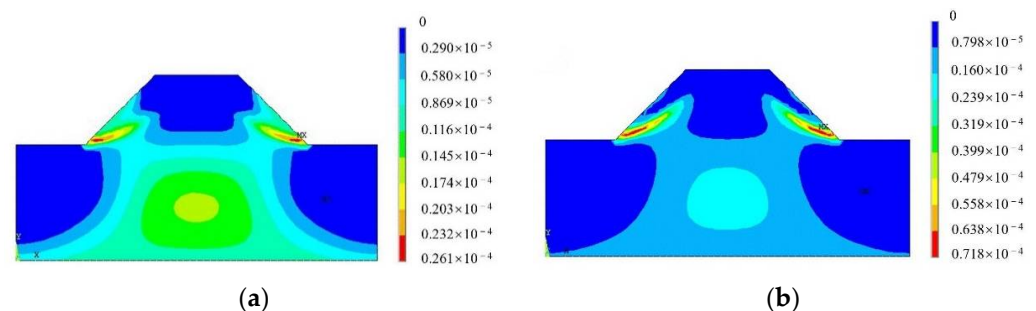 0
0.290×10⁻⁵
0.580×10⁻⁵
0.869×10⁻⁵
0.116×10⁻⁴
0.145×10⁻⁴
0.174×10⁻⁴
0.203×10⁻⁴
0.232×10⁻⁴
0.261×10⁻⁴
MX
Y
X
(a)
0
0.798×10⁻⁵
0.160×10⁻⁴
0.239×10⁻⁴
0.319×10⁻⁴
0.399×10⁻⁴
0.479×10⁻⁴
0.558×10⁻⁴
0.638×10⁻⁴
0.718×10⁻⁴
MX
Y
X
(b)